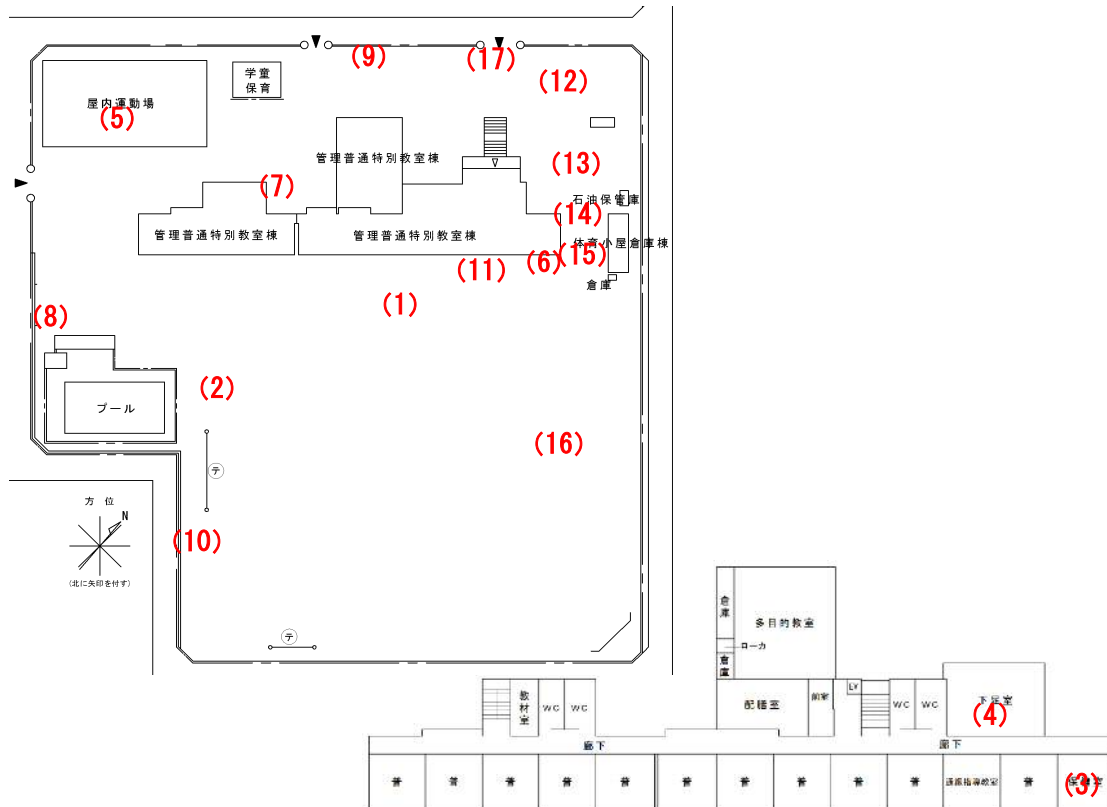 (9)
(17)
(12)
学童
保育
屋内運動場
(5)
管理普通特別教室棟
(13)
(7)
石油保管庫
(14)
管理普通特別教室棟
管理普通特別教室棟
体育小屋倉庫棟
(15)
(6)
(11)
倉庫
(1)
(8)
(2)
プール
(16)
テ
方位
N
(北に矢印を付す)
(10)
テ
倉庫
多目的教室
ローカ
倉庫
教材室
WC
WC
配膳室
前室
EV
WC
WC
下足室
(4)
廊下
廊下
普
普
普
普
普
普
普
普
普
普
通級指導教室
普
保健室
(3)